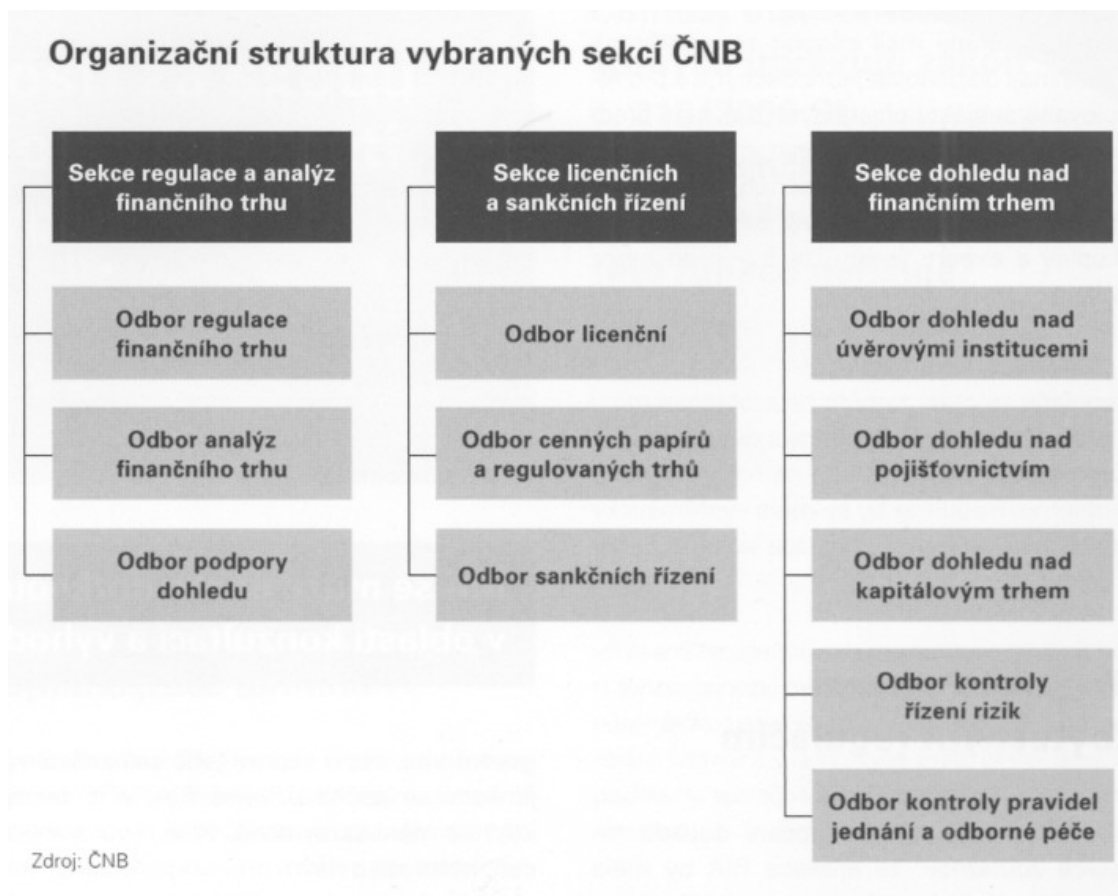 Organizační struktura vybraných sekcí ČNB
Sekce regulace a analýz
finančního trhu
Odbor regulace
finančního trhu
Odbor analýz
finančního trhu
Odbor podpory
dohledu
Sekce licenčních
a sankčních řízení
Odbor licenční
Odbor cenných papírů
a regulovaných trhů
Odbor sankčních řízení
Sekce dohledu nad
finančním trhem
Odbor dohledu nad
úvěrovými institucemi
Odbor dohledu nad
pojišťovnictvím
Odbor dohledu nad
kapitálovým trhem
Odbor kontroly
řízení rizik
Odbor kontroly pravidel
jednání a odborné péče
Zdroj: ČNB